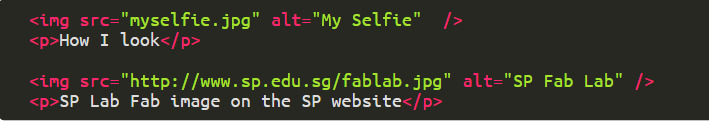 <img src="myselfie.jpg" alt="My Selfie"  />
<p>How I look</p>
<img src="http://www.sp.edu.sg/fablab.jpg" alt="SP Fab Lab" />
<p>SP Lab Fab image on the SP website</p>